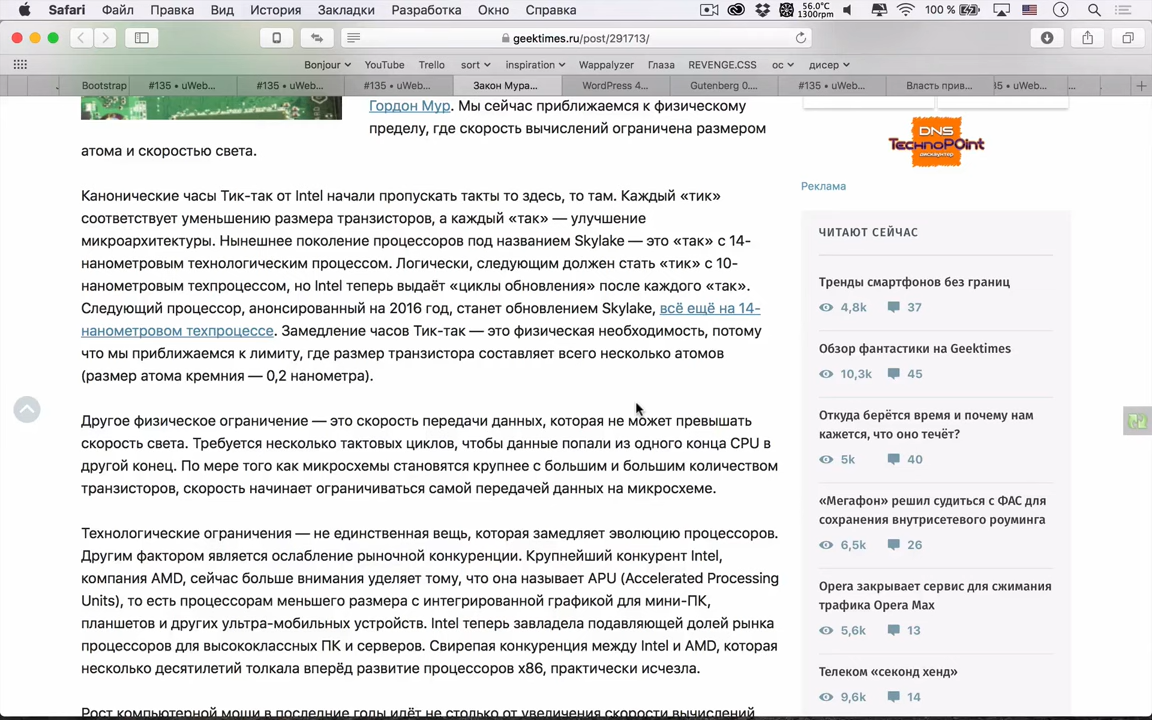 Safari Файл Правка Вид История Закладки Разработка Окно Справка
56.0°C
1300rpm
100 %
geektimes.ru/post/291713/
Bonjour YouTube Trello sort inspiration Wappalyzer Глаза REVENGE.CSS ос дисер
Bootstrap #135 • uWeb... #135 • uWeb... #135 • uWeb... Закон Мура... WordPress 4... Gutenberg 0.... #135 • uWeb... Власть прив... 35 • uWeb...
Гордон Мур. Мы сейчас приближаемся к физическому
пределу, где скорость вычислений ограничена размером
атома и скоростью света.
Канонические часы Тик-так от Intel начали пропускать такты то здесь, то там. Каждый «тик»
соответствует уменьшению размера транзисторов, а каждый «так» — улучшение
микроархитектуры. Нынешнее поколение процессоров под названием Skylake — это «так» с 14-
нанометровым технологическим процессом. Логически, следующим должен стать «тик» с 10-
нанометровым техпроцессом, но Intel теперь выдаёт «циклы обновления» после каждого «так».
Следующий процессор, анонсированный на 2016 год, станет обновлением Skylake, всё ещё на 14-
нанометровом техпроцессе. Замедление часов Тик-так — это физическая необходимость, потому
что мы приближаемся к лимиту, где размер транзистора составляет всего несколько атомов
(размер атома кремния — 0,2 нанометра).
Другое физическое ограничение — это скорость передачи данных, которая не может превышать
скорость света. Требуется несколько тактовых циклов, чтобы данные попали из одного конца CPU в
другой конец. По мере того как микросхемы становятся крупнее с большим и большим количеством
транзисторов, скорость начинает ограничиваться самой передачей данных на микросхеме.
Технологические ограничения — не единственная вещь, которая замедляет эволюцию процессоров.
Другим фактором является ослабление рыночной конкуренции. Крупнейший конкурент Intel,
компания AMD, сейчас больше внимания уделяет тому, что она называет APU (Accelerated Processing
Units), то есть процессорам меньшего размера с интегрированной графикой для мини-ПК,
планшетов и других ультра-мобильных устройств. Intel теперь завладела подавляющей долей рынка
процессоров для высококлассных ПК и серверов. Свирепая конкуренция между Intel и AMD, которая
несколько десятилетий толкала вперёд развитие процессоров x86, практически исчезла.
Рост компьютерной мощи в последние годы идёт не столько от увеличения скорости вычислений
DNS
TECHNOPOINT
дискаунтер
Реклама
ЧИТАЮТ СЕЙЧАС
Тренды смартфонов без границ
4,8k 37
Обзор фантастики на Geektimes
10,3k 45
Откуда берётся время и почему нам
кажется, что оно течёт?
5k 40
«Мегафон» решил судиться с ФАС для
сохранения внутрисетевого роуминга
6,5k 26
Opera закрывает сервис для сжимания
трафика Opera Max
5,6k 13
Телеком «секонд хенд»
9,6k 14